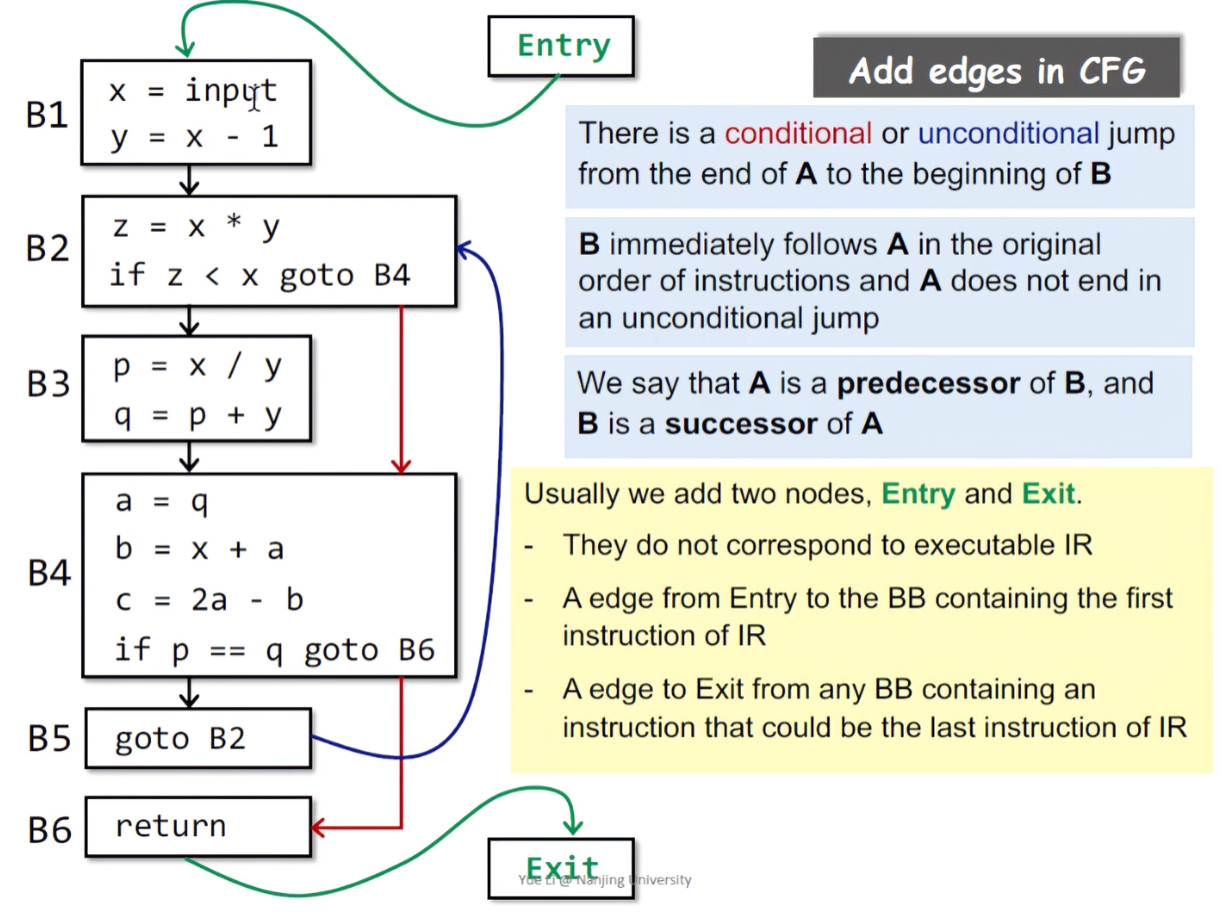 Entry
Add edges in CFG
B1
x = input
y = x - 1
B2
z = x * y
if z < x goto B4
B3
p = x / y
q = p + y
B4
a = q
b = x + a
c = 2a - b
if p == q goto B6
B5
goto B2
B6
return
Exit
There is a conditional or unconditional jump
from the end of A to the beginning of B
B immediately follows A in the original
order of instructions and A does not end in
an unconditional jump
We say that A is a predecessor of B, and
B is a successor of A
Usually we add two nodes, Entry and Exit.
- They do not correspond to executable IR
- A edge from Entry to the BB containing the first
instruction of IR
- A edge to Exit from any BB containing an
instruction that could be the last instruction of IR
Yue Li @ Nanjing University